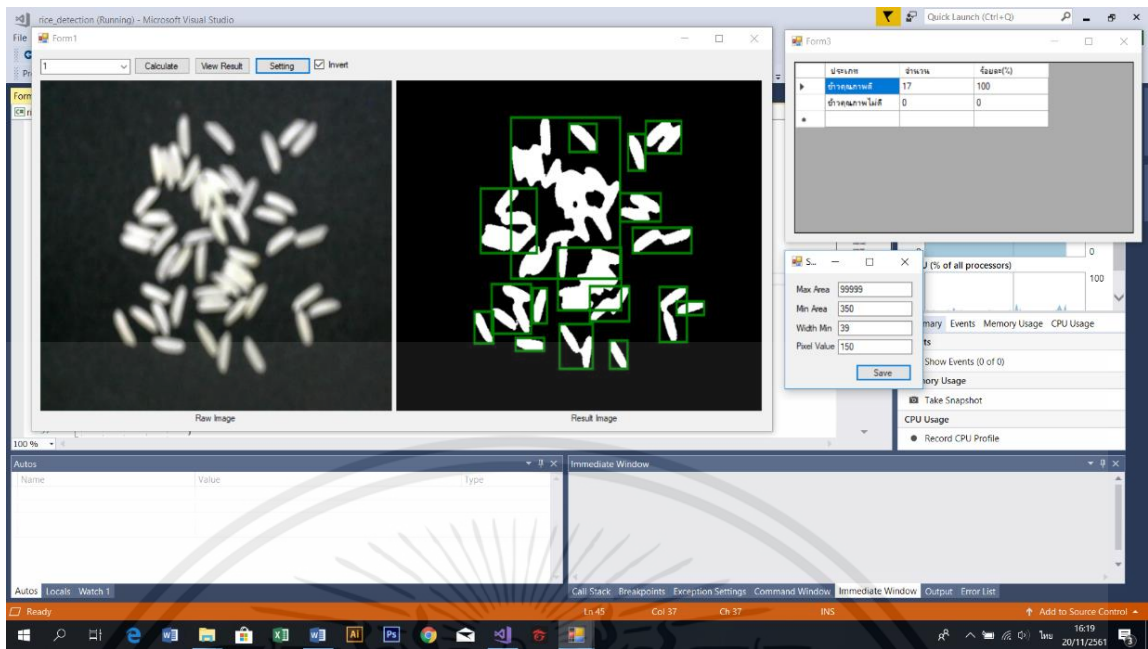 rice_detection (Running) - Microsoft Visual Studio
Quick Launch (Ctrl+Q)
File
Form1
1
Calculate
View Result
Setting
Invert
Raw Image
Result Image
Form3
ประเภท จำนวน ร้อยละ(%)
ข้าวคุณภาพดี 17 100
ข้าวคุณภาพไม่ดี 0 0
S...
Max Area 99999
Min Area 350
Width Min 39
Pixel Value 150
Save
0
(% of all processors)
100
Events Memory Usage CPU Usage
Show Events (0 of 0)
Take Snapshot
CPU Usage
Record CPU Profile
100 %
Autos
Name Value Type
Immediate Window
Autos Locals Watch 1
Call Stack Breakpoints Exception Settings Command Window Immediate Window Output Error List
Ready
Ln 45 Col 37 Ch 37 INS
Add to Source Control
ไทย
16:19
20/11/2561